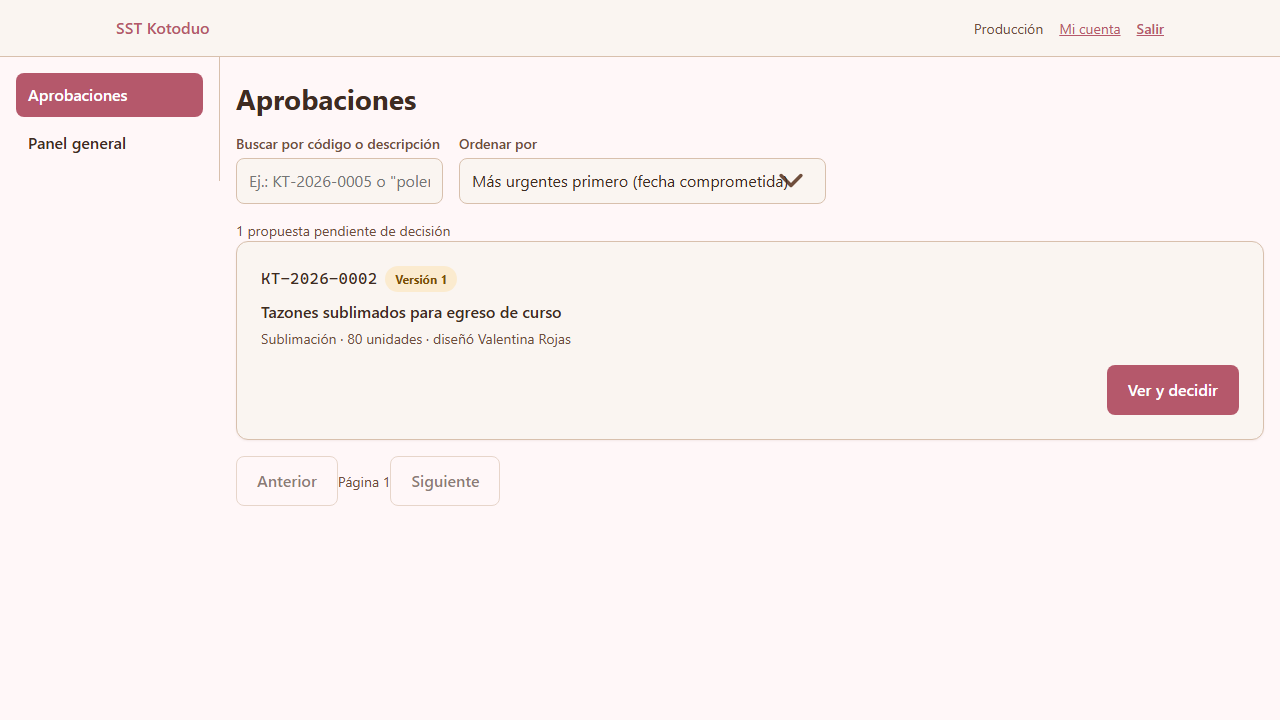 SST Kotoduo
Producción Mi cuenta Salir
Aprobaciones
Panel general
Aprobaciones
Buscar por código o descripción
Ordenar por
Ej.: KT-2026-0005 o "poler
Más urgentes primero (fecha comprometida)
1 propuesta pendiente de decisión
KT-2026-0002 Versión 1
Tazones sublimados para egreso de curso
Sublimación · 80 unidades · diseñó Valentina Rojas
Ver y decidir
Anterior Página 1 Siguiente